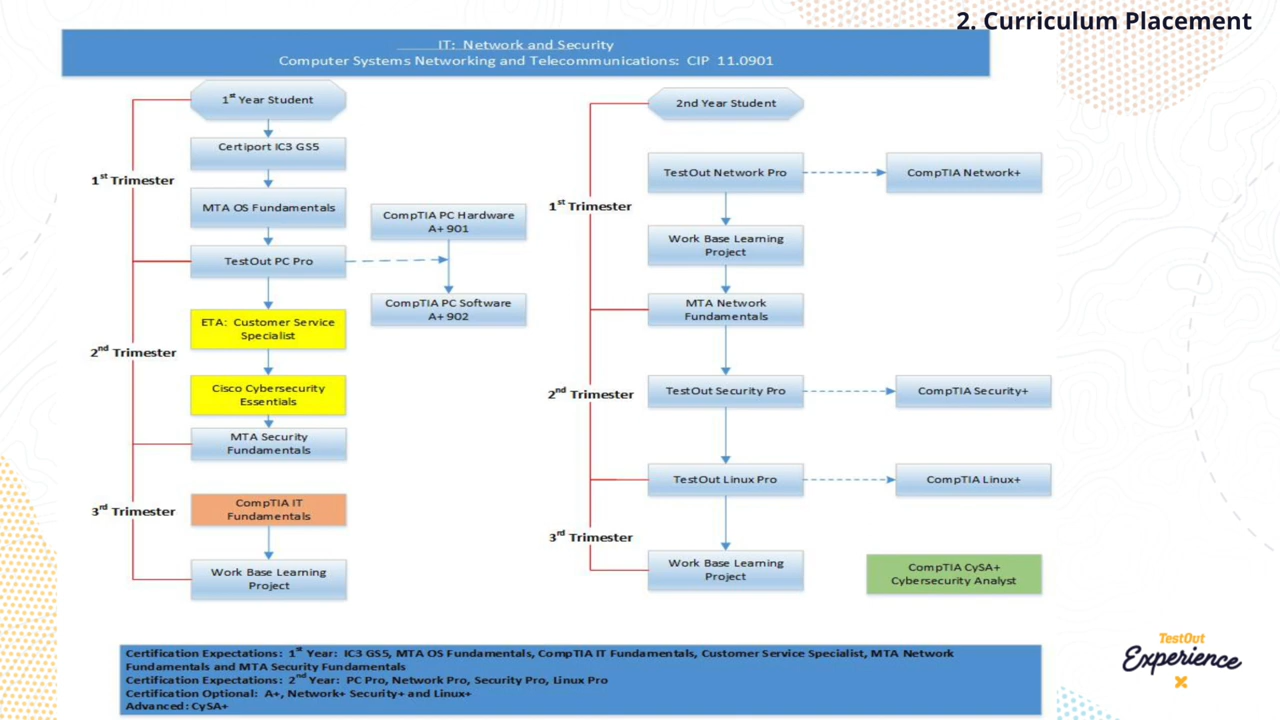 2. Curriculum Placement
IT: Network and Security
Computer Systems Networking and Telecommunications: CIP 11.0901
1st Year Student
Certiport IC3 GS5
1st Trimester
MTA OS Fundamentals
TestOut PC Pro
CompTIA PC Hardware
A+ 901
CompTIA PC Software
A+ 902
ETA: Customer Service
Specialist
2nd Trimester
Cisco Cybersecurity
Essentials
MTA Security
Fundamentals
CompTIA IT
Fundamentals
3rd Trimester
Work Base Learning
Project
2nd Year Student
TestOut Network Pro
CompTIA Network+
1st Trimester
Work Base Learning
Project
MTA Network
Fundamentals
2nd Trimester
TestOut Security Pro
CompTIA Security+
TestOut Linux Pro
CompTIA Linux+
3rd Trimester
Work Base Learning
Project
CompTIA CySA+
Cybersecurity Analyst
Certification Expectations: 1st Year: IC3 GS5, MTA OS Fundamentals, CompTIA IT Fundamentals, Customer Service Specialist, MTA Network
Fundamentals and MTA Security Fundamentals
Certification Expectations: 2nd Year: PC Pro, Network Pro, Security Pro, Linux Pro
Certification Optional: A+, Network+ Security+ and Linux+
Advanced: CySA+
TestOut
Experience